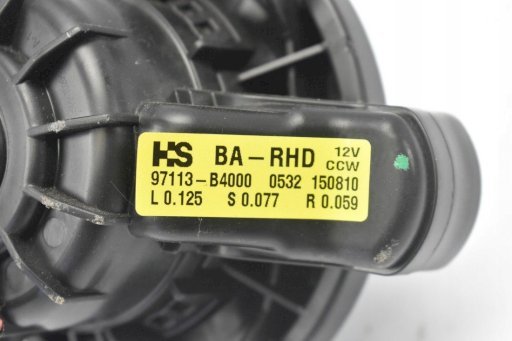 HS BA-RHD 12V CCW
97113-B4000 0532 150810
L 0.125 S 0.077 R 0.059